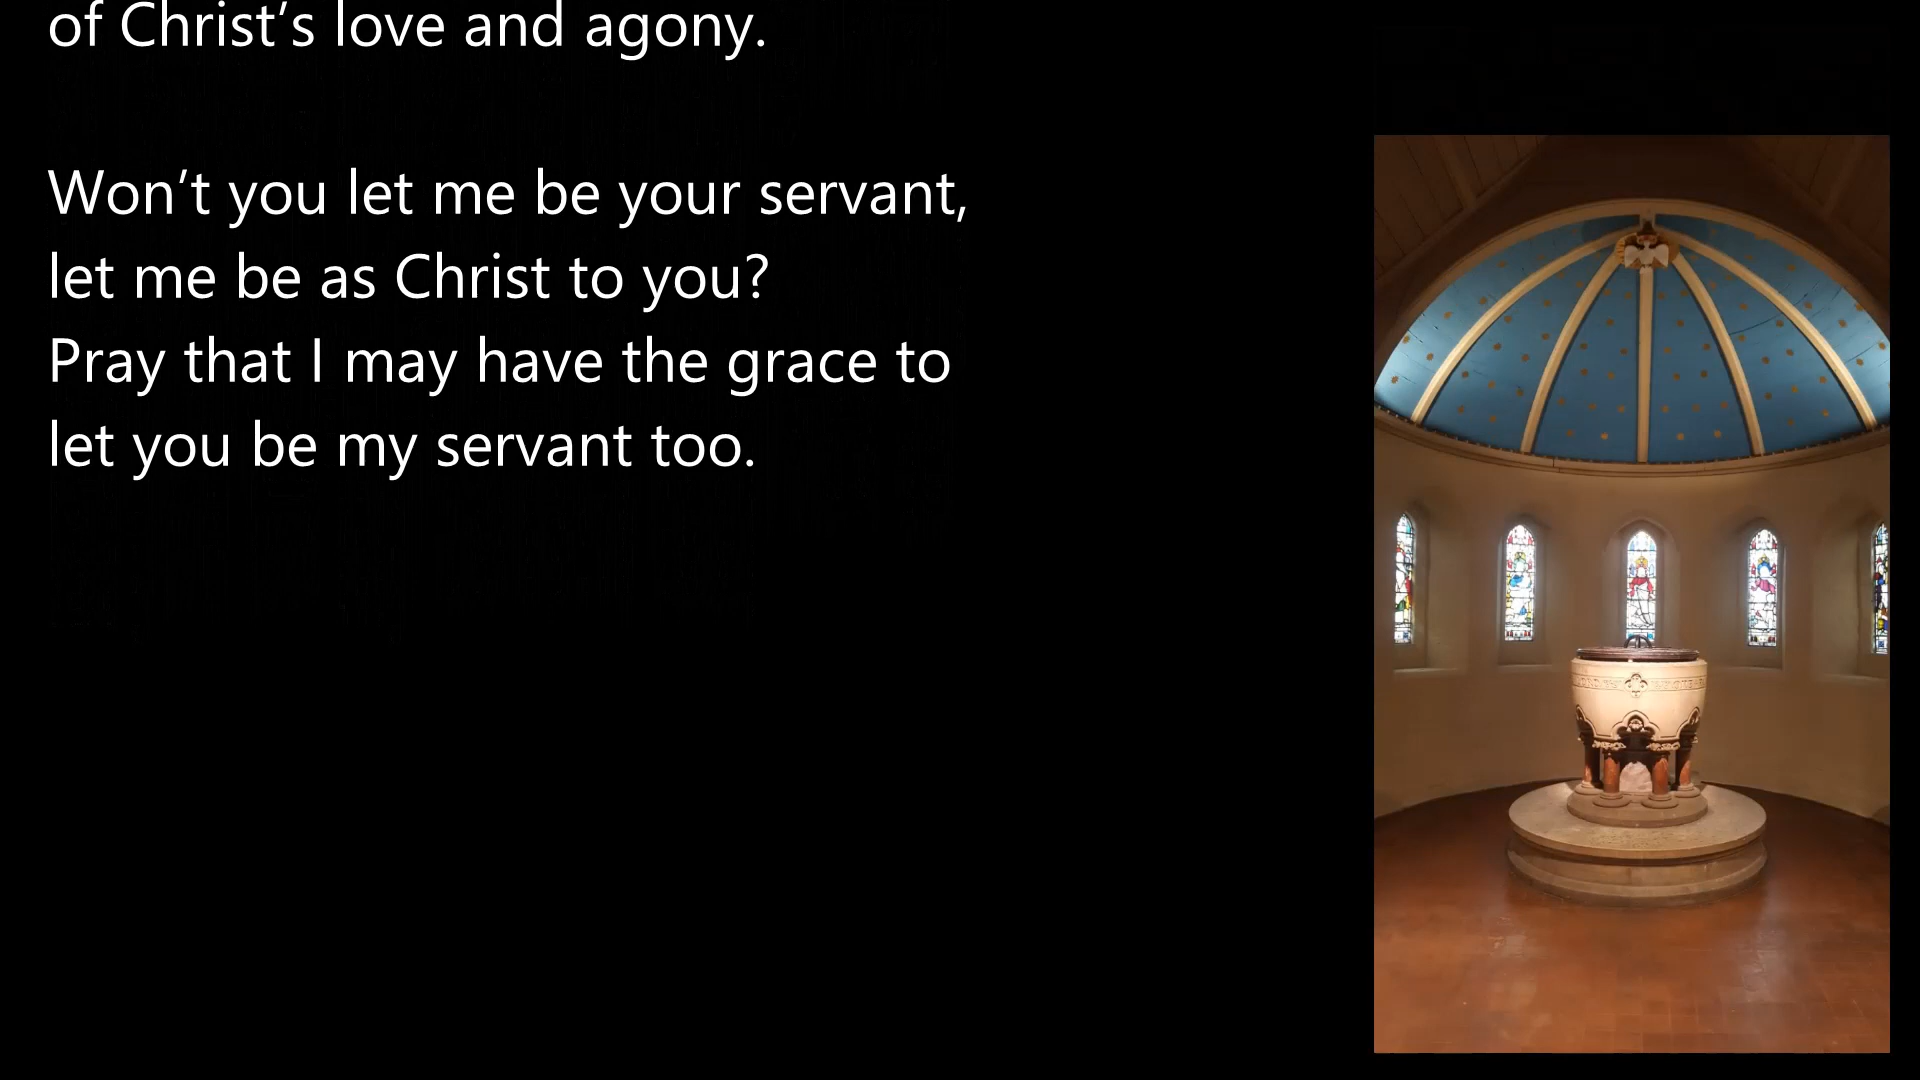 of Christ’s love and agony.
Won’t you let me be your servant,
let me be as Christ to you?
Pray that I may have the grace to
let you be my servant too.